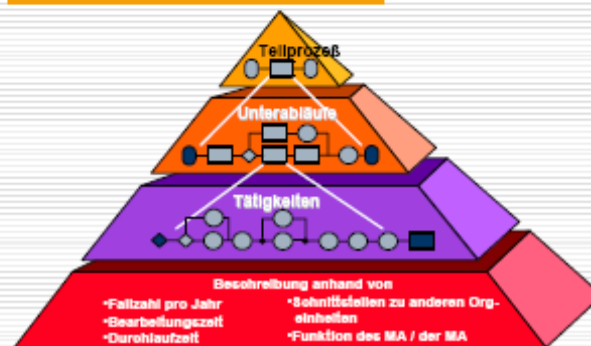 Teilprozeß
Unterabläufe
Tätigkeiten
Beschreibung anhand von
•Fallzahl pro Jahr
•Bearbeitungszeit
•Durchlaufzeit
•Schnittstellen zu anderen Org-
einheiten
•Funktion des MA / der MA